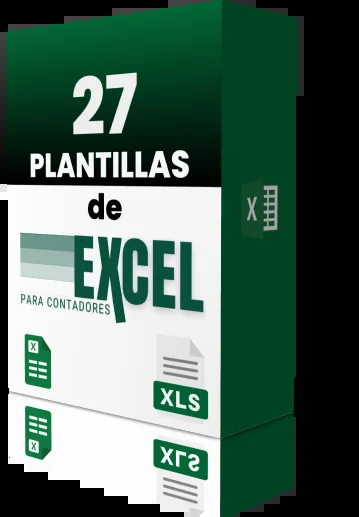 27
PLANTILLAS
de
EXCEL
PARA CONTADORES
X
X
XLS